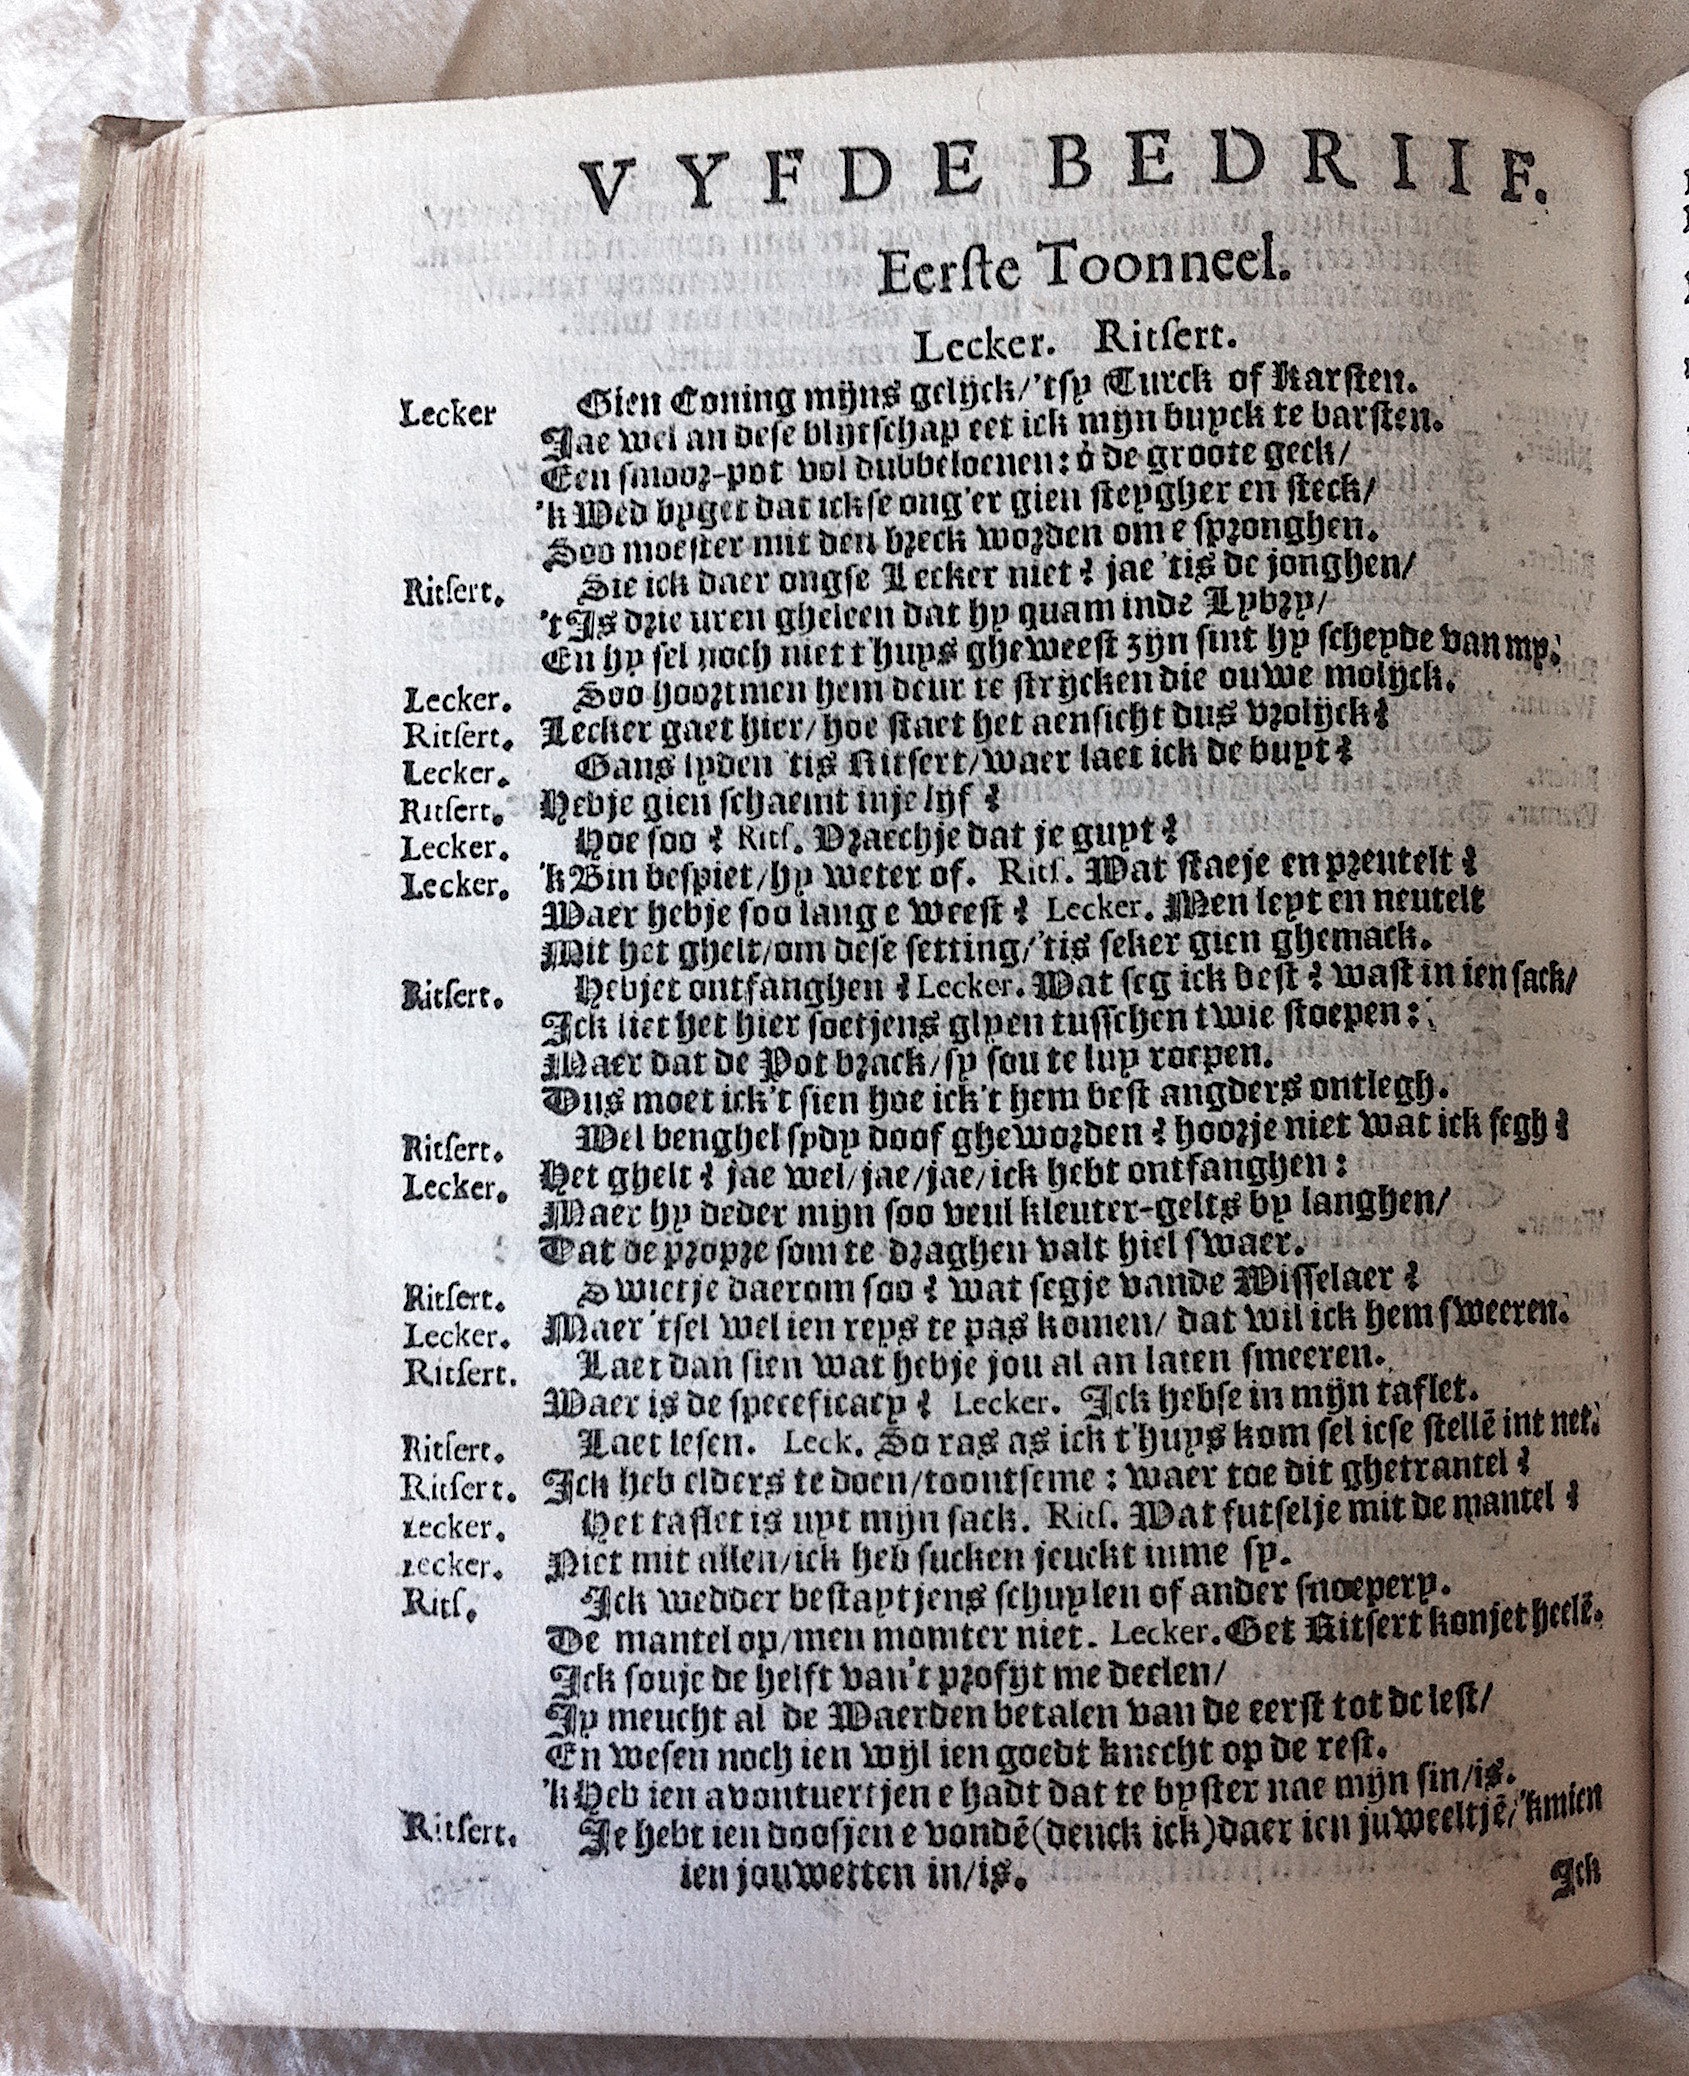 VYFDE BEDRIIF.
Eerſte Toonneel.
Lecker. Ritſert.
Lecker Gien Coning mijns gelijck/'tſy Turck of Karſten.
Jae wel an deſe blijtſchap eet ick mijn buyck te barſten.
Een ſmoor-pot vol dubbeloenen: ô de groote geck/
'k Wed byget dat ickſe ong'er gien ſteygher en ſteck/
Soo moeſter mit den breck worden om e ſpronghen.
Ritſert. Sie ick daer ongſe Lecker niet? jae 'tis de jonghen/
't Is drie uren gheleen dat hy quam inde Lybry/
En hy ſel noch niet t'huys gheweeſt zijn ſint hy ſcheyde van my.
Lecker. Soo hoortmen hem deur te ſtrijcken die ouwe molijck.
Ritſert. Lecker gaet hier/ hoe ſtaet het aenſicht dus vrolijck?
Lecker. Gans lyden 'tis Ritſert/ waer laet ick de buyt?
Ritſert. Hebje gien ſchaemt in je lijf?
Lecker. Hoe ſoo? Ritſ. Vraechje dat je guyt?
Lecker. 'k Bin beſpiet/ hy weter of. Ritſ. Wat ſtaeje en preutelt?
Waer hebje ſoo lang e weeſt? Lecker. Men leyt en neutelt
Mit het ghelt/ om deſe ſetting/ 'tis ſeker gien ghemack.
Ritſert. Hebjet ontfanghen? Lecker. Wat ſeg ick beſt? waſt in ien ſack/
Ick liet het hier ſoetjens glyen tuſſchen twie ſtoepen:
Maer dat de Pot brack/ ſy ſou te luy roepen.
Dus moet ick't ſien hoe ick't hem beſt angders ontlegh.
Ritſert. Wel benghel ſydy doof gheworden? hoorje niet wat ick ſegh?
Lecker. Het ghelt? jae wel/ jae/ jae/ ick hebt ontfanghen:
Maer hy deder mijn ſoo veul kleuter-gelts by langhen/
Dat de propre ſom te draghen valt hiel ſwaer.
Ritſert. Swietje daerom ſoo? wat ſegje vande Wiſſelaer?
Lecker. Maer 'tſel wel ien reys te pas komen/ dat wil ick hem ſweeren.
Ritſert. Laet dan ſien wat hebje jou al an laten ſmeeren.
Waer is de ſpeceficacy? Lecker. Ick hebſe in mijn taflet.
Ritſert. Laet leſen. Leck. So ras as ick t'huys kom ſel icſe ſtellē int net.
Ritſert. Ick heb elders te doen/ toontſeme: waer toe dit ghetrantel?
Lecker. Het taflet is uyt mijn ſack. Ritſ. Wat futſelje mit de mantel?
Lecker. Niet mit allen/ ick heb ſucken jeuckt in me ſy.
Ritſ. Ick wedder beſtaytjens ſchuylen of ander ſnoepery.
De mantel op/ men momter niet. Lecker. Get Ritſert konjet heelē.
Ick ſouje de helft van't profijt me deelen/
Jy meucht al de Waerden betalen van de eerſt tot de leſt/
En weſen noch ien wijl ien goedt knecht op de reſt.
'k Heb ien avontuertjen e hadt dat te byſter nae mijn ſin/ is.
Ritſert. Je hebt ien doosjen e vondē (denck ick) daer ien juweeltjē/ 'kmien
ien jouwetten in/ is.
Ick